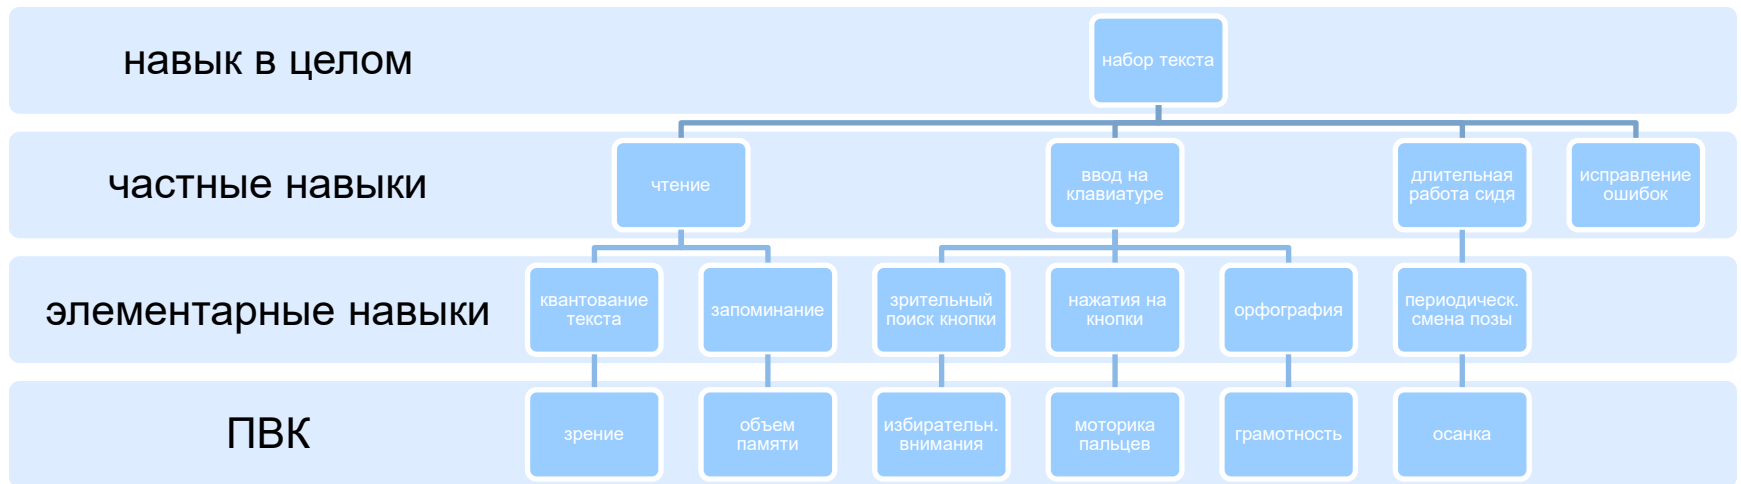 навык в целом
набор текста
частные навыки
чтение
ввод на
клавиатуре
длительная
работа сидя
исправление
ошибок
элементарные навыки
квантование
текста
запоминание
зрительный
поиск кнопки
нажатия на
кнопки
орфография
периодическ.
смена позы
ПВК
зрение
объем
памяти
избирательн.
внимания
моторика
пальцев
грамотность
осанка